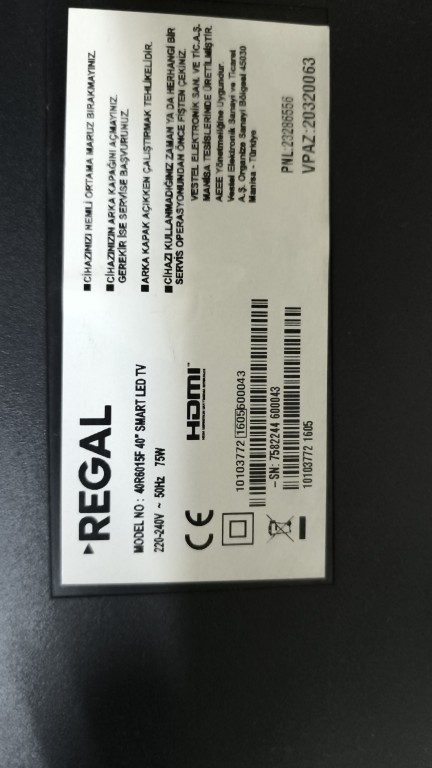 REGAL
MODEL NO : 40R6015F 40" SMART LED TV
220-240V ~ 50Hz 75W
HDMI
CE
10103772 1605 600043
- SN: 7582244 600043
10103772 1605
■CİHAZINIZI NEMLİ ORTAMA MARUZ BIRAKMAYINIZ.
■CİHAZINIZIN ARKA KAPAĞINI AÇMAYINIZ.
GEREKİR İSE SERVİSE BAŞVURUNUZ.
■ARKA KAPAK AÇIKKEN ÇALIŞTIRMAK TEHLİKELİDİR.
■CİHAZI KULLANMADIĞINIZ ZAMAN YA DA HERHANGİ BİR
SERVİS OPERASYONUNDAN ÖNCE FİŞTEN ÇEKİNİZ.
VESTEL ELEKTRONİK SAN. VE TİC.A.Ş.
MANİSA TESİSLERİNDE ÜRETİLMİŞTİR.
AEEE Yönetmeliğine Uygundur.
Vestel Elektronik Sanayi ve Ticaret
A.Ş. Organize Sanayi Bölgesi 45030
Manisa - Türkiye
PNL:23286556
VPAZ:20320063